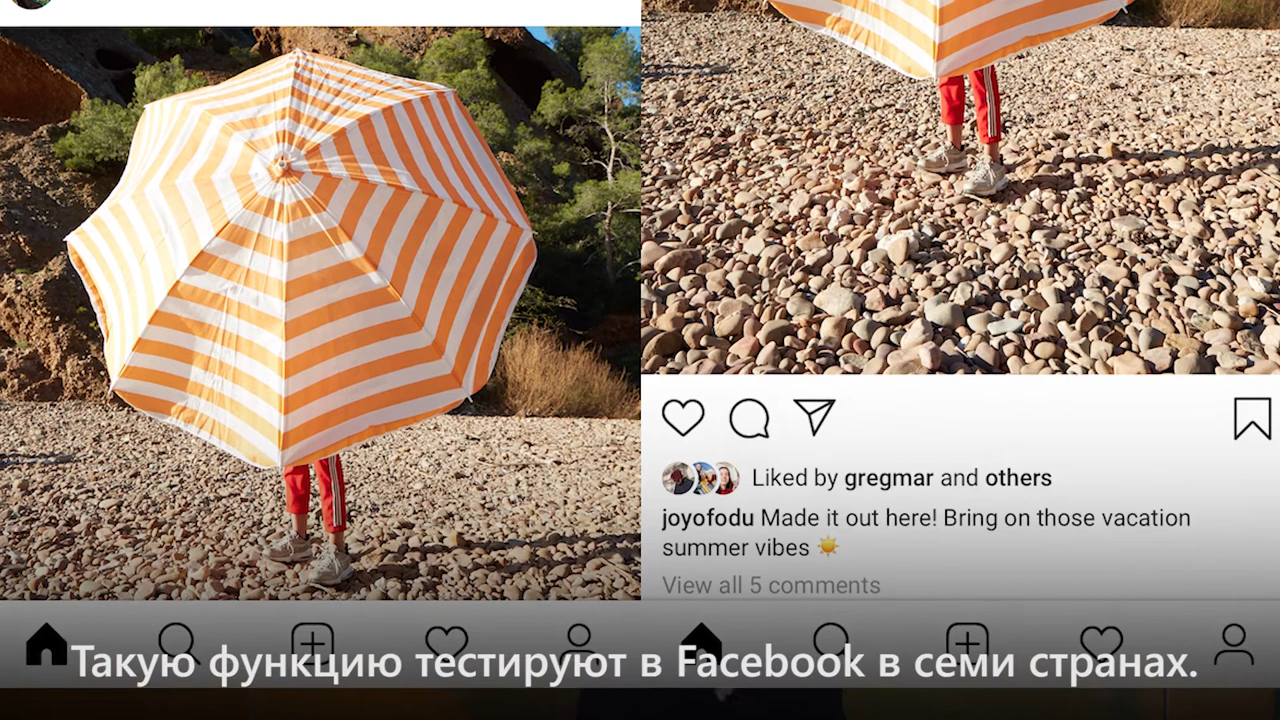 Liked by gregmar and others
joyofodu Made it out here! Bring on those vacation
summer vibes ☀️
View all 5 comments
Такую функцию тестируют в Facebook в семи странах.